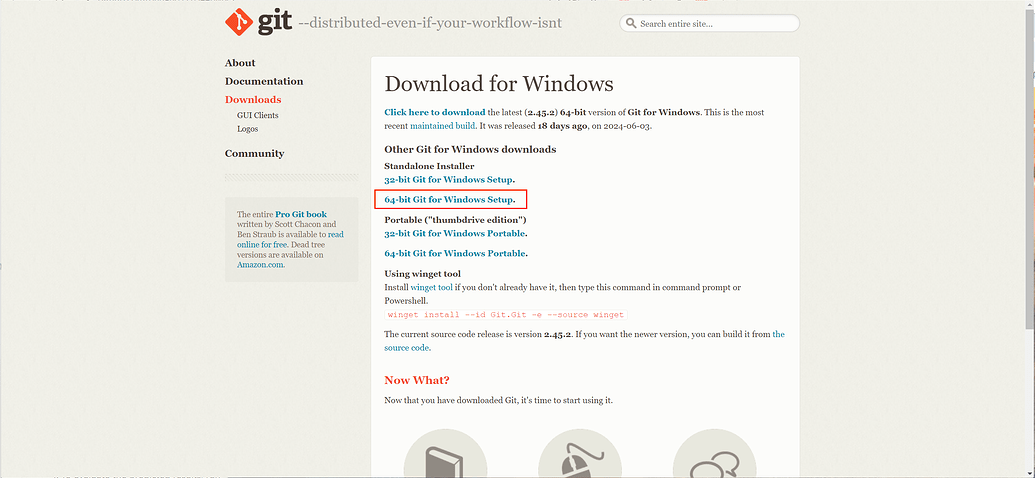 git --distributed-even-if-your-workflow-isnt
Search entire site...
About
Documentation
Downloads
GUI Clients
Logos
Community
The entire Pro Git book
written by Scott Chacon and
Ben Straub is available to read
online for free. Dead tree
versions are available on
Amazon.com.
Download for Windows
Click here to download the latest (2.45.2) 64-bit version of Git for Windows. This is the most
recent maintained build. It was released 18 days ago, on 2024-06-03.
Other Git for Windows downloads
Standalone Installer
32-bit Git for Windows Setup.
64-bit Git for Windows Setup.
Portable ("thumbdrive edition")
32-bit Git for Windows Portable.
64-bit Git for Windows Portable.
Using winget tool
Install winget tool if you don't already have it, then type this command in command prompt or
Powershell.
winget install --id Git.Git -e --source winget
The current source code release is version 2.45.2. If you want the newer version, you can build it from the
source code.
Now What?
Now that you have downloaded Git, it's time to start using it.